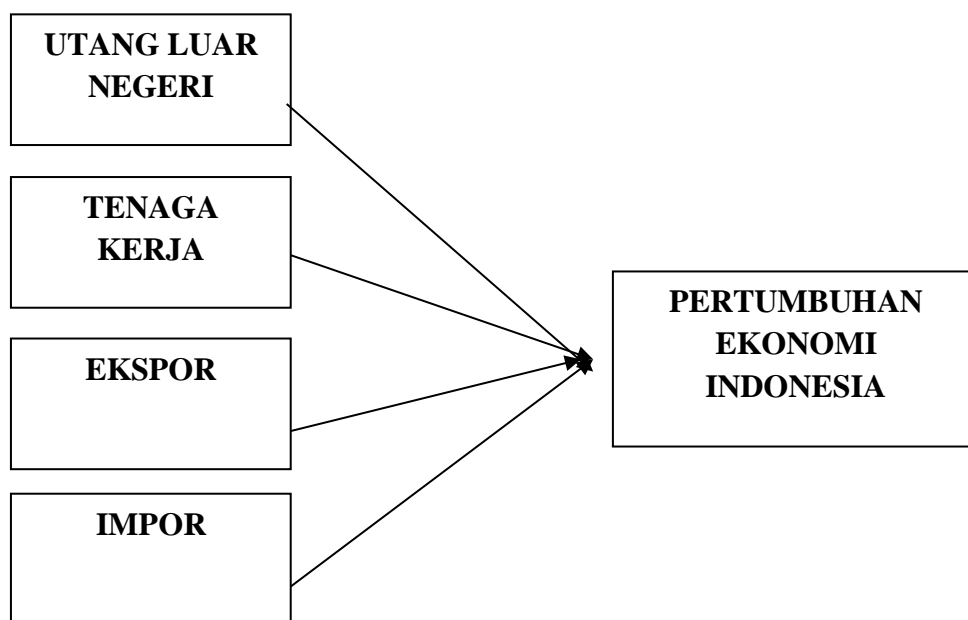 UTANG LUAR
NEGERI
TENAGA
KERJA
EKSPOR
IMPOR
PERTUMBUHAN
EKONOMI
INDONESIA